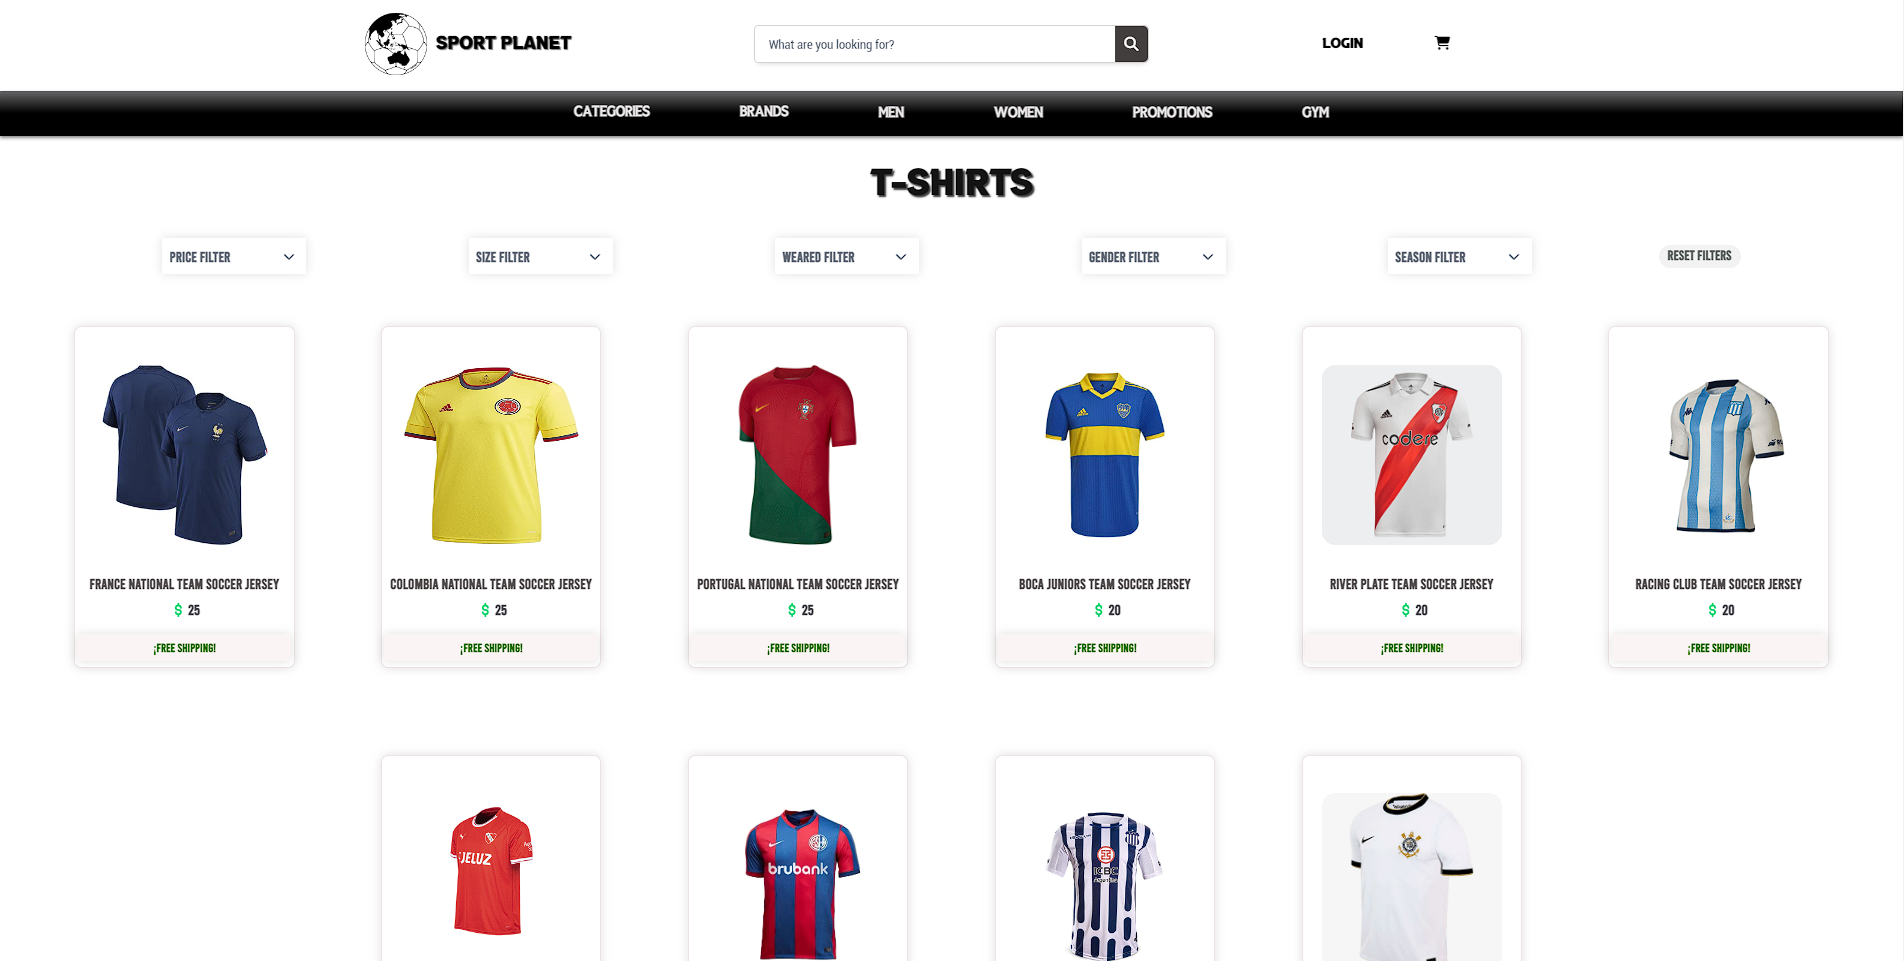 SPORT PLANET
What are you looking for?
LOGIN
CATEGORIES
BRANDS
MEN
WOMEN
PROMOTIONS
GYM
T-SHIRTS
PRICE FILTER
SIZE FILTER
WEARED FILTER
GENDER FILTER
SEASON FILTER
RESET FILTERS
codere
FRANCE NATIONAL TEAM SOCCER JERSEY
$ 25
¡FREE SHIPPING!
COLOMBIA NATIONAL TEAM SOCCER JERSEY
$ 25
¡FREE SHIPPING!
PORTUGAL NATIONAL TEAM SOCCER JERSEY
$ 25
¡FREE SHIPPING!
BOCA JUNIORS TEAM SOCCER JERSEY
$ 20
¡FREE SHIPPING!
RIVER PLATE TEAM SOCCER JERSEY
$ 20
¡FREE SHIPPING!
RACING CLUB TEAM SOCCER JERSEY
$ 20
¡FREE SHIPPING!
JELUZ
brubank
ICBC